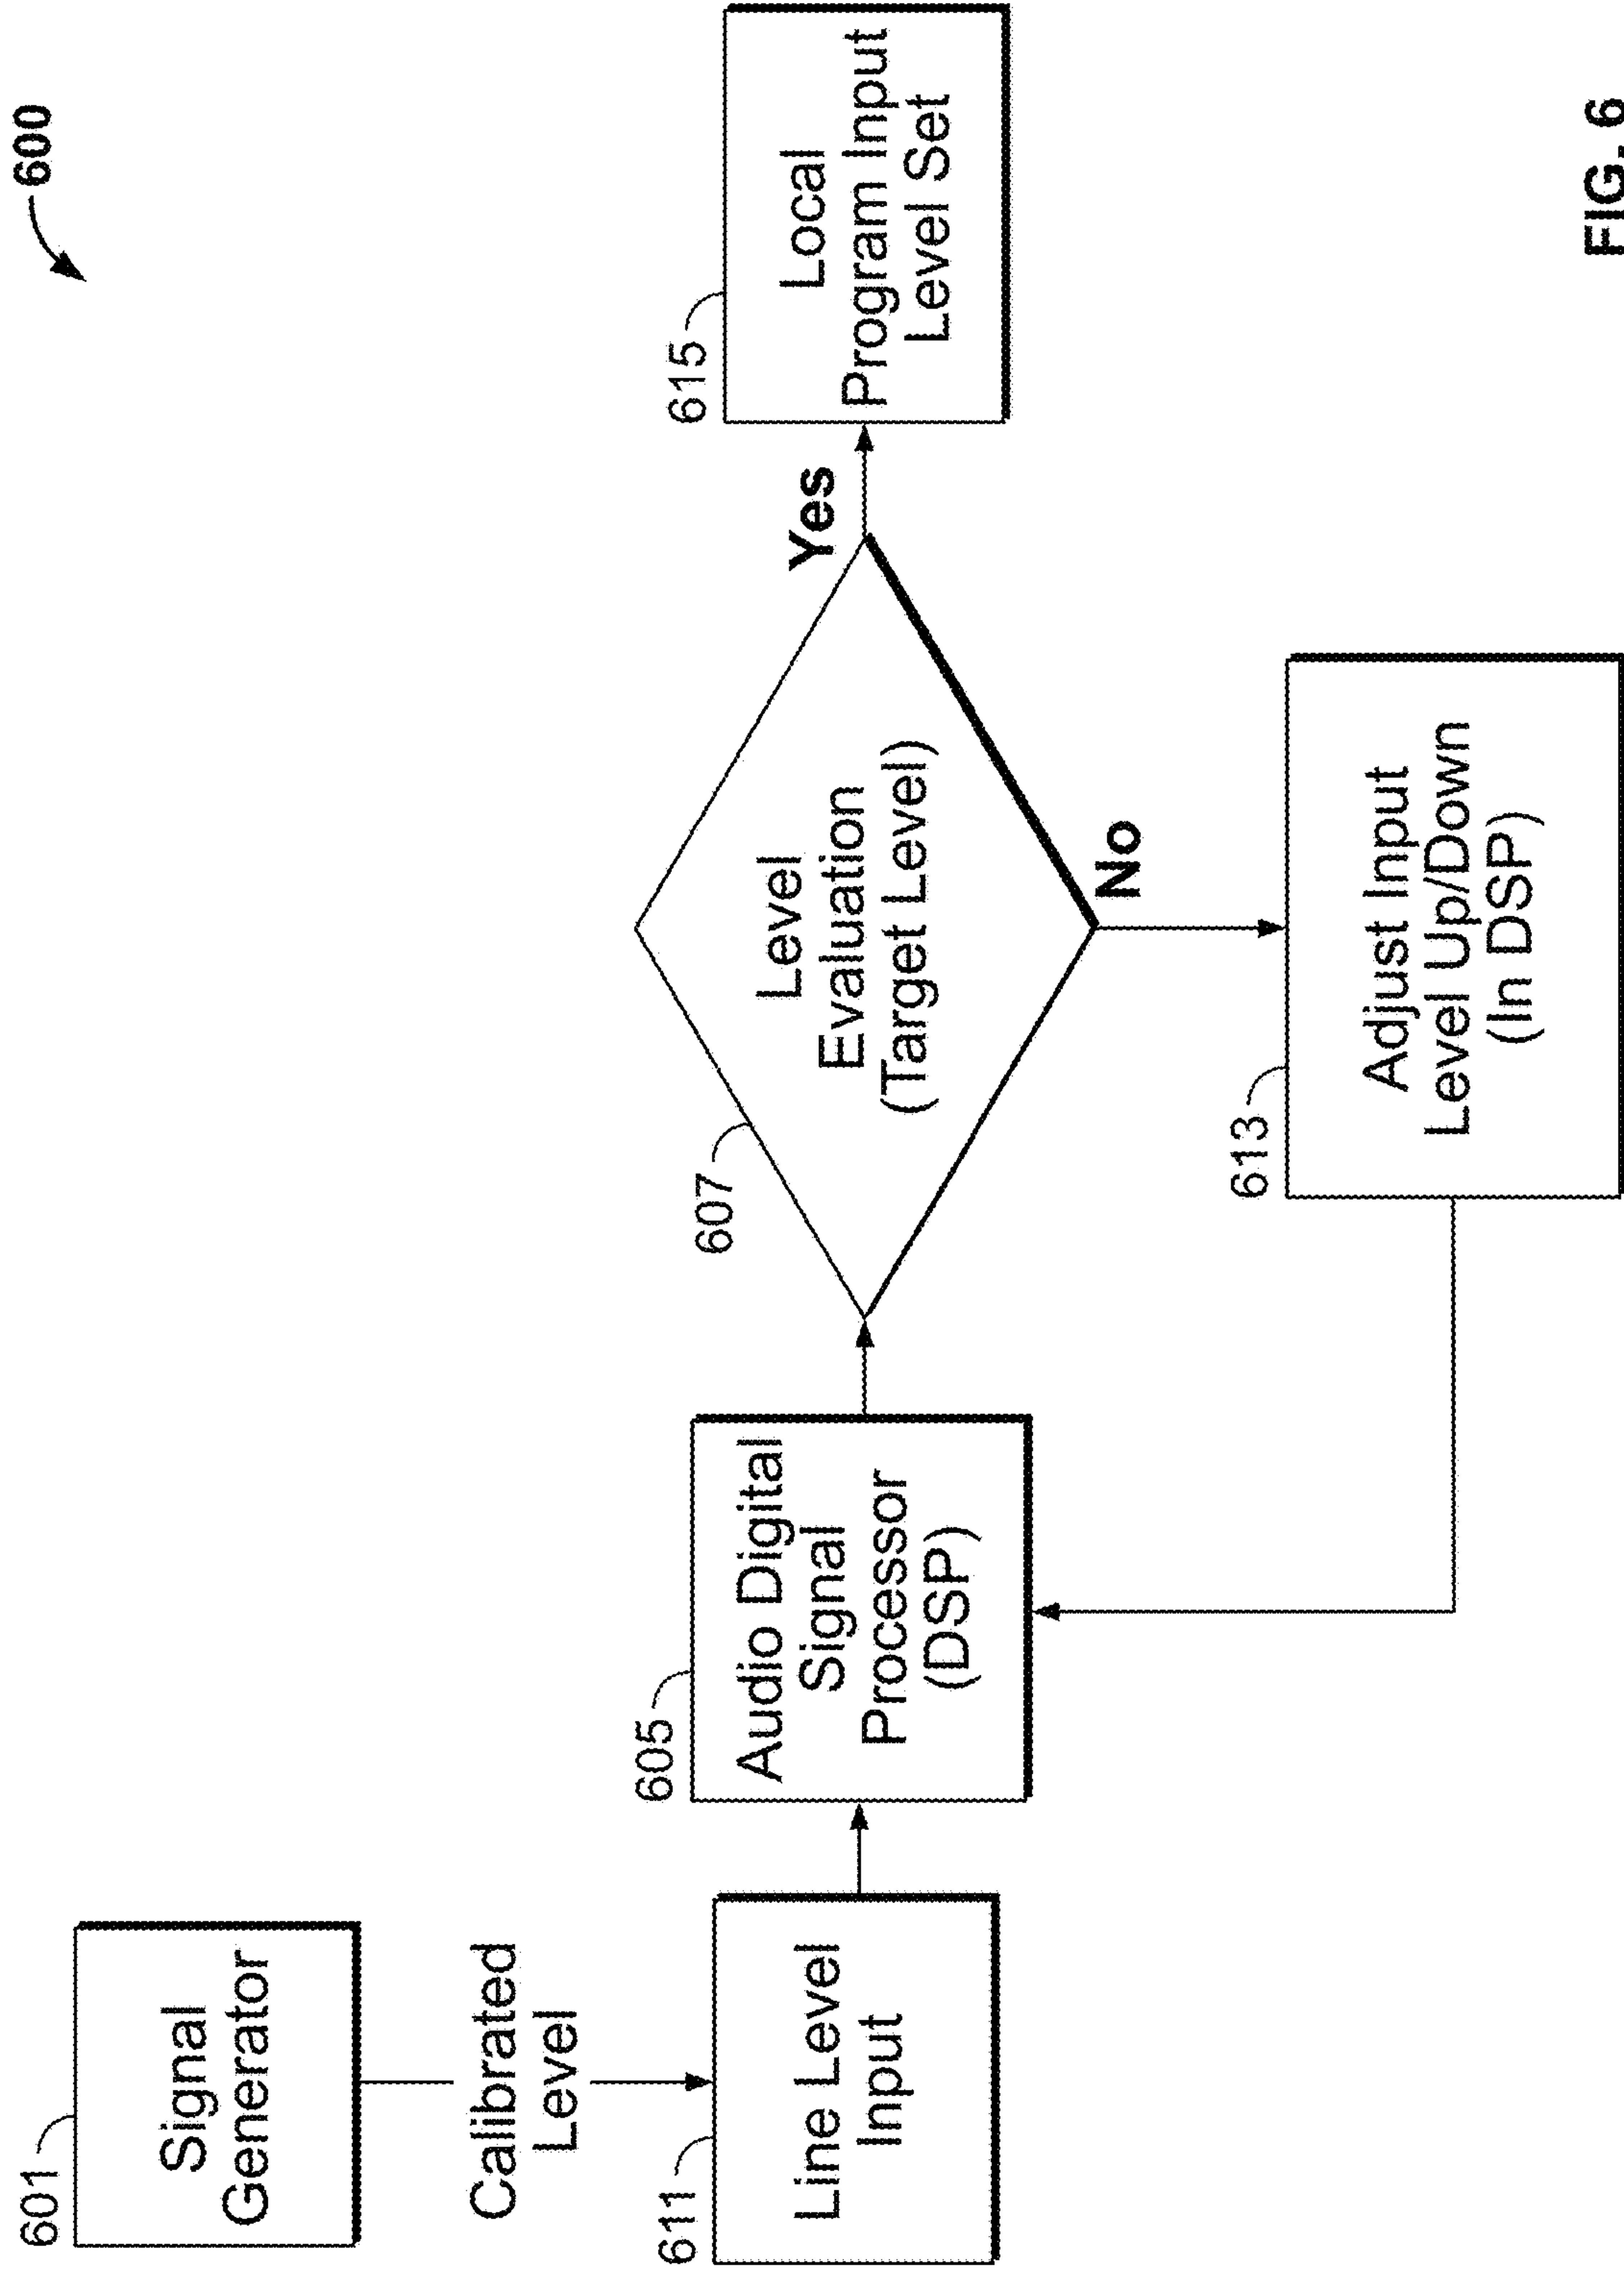 600
601
Signal
Generator
Calibrated
Level
611
Line Level
Input
605
Audio Digital
Signal
Processor
(DSP)
607
Level
Evaluation
(Target Level)
Yes
No
615
Local
Program Input
Level Set
613
Adjust Input
Level Up/Down
(In DSP)
FIG. 6